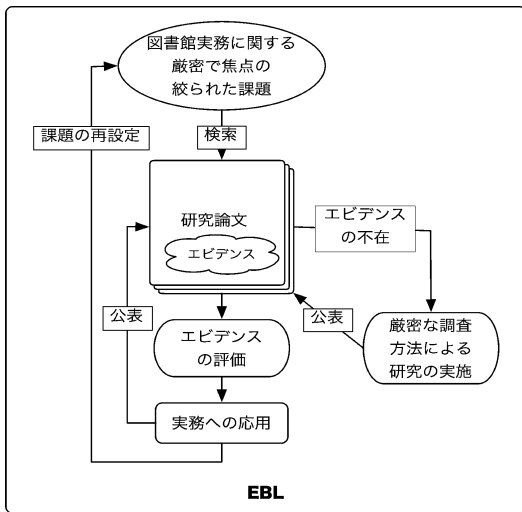 図書館実務に関する
厳密で焦点の
絞られた課題
課題の再設定
検索
研究論文
エビデンス
エビデンス
の不在
公表
公表
エビデンス
の評価
厳密な調査
方法による
研究の実施
実務への応用
EBL